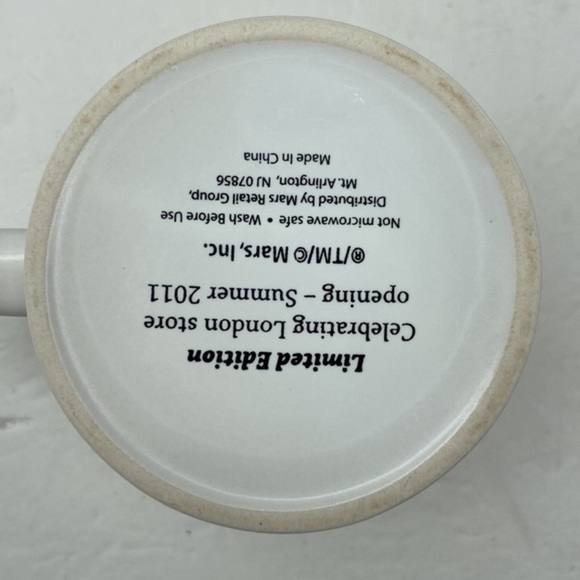 Limited Edition
Celebrating London store
opening – Summer 2011
®/TM/© Mars, Inc.
Not microwave safe • Wash Before Use
Distributed by Mars Retail Group,
Mt. Arlington, NJ 07856
Made In China